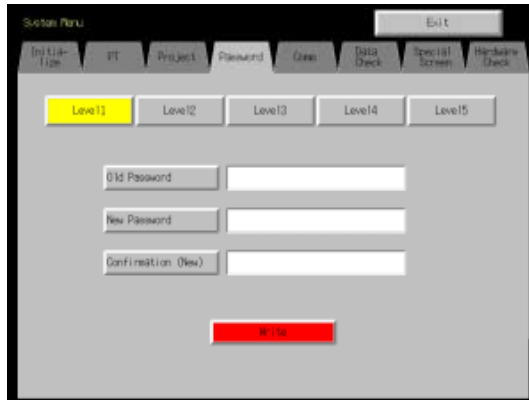 System Menu
Exit
Initia-
lize
PT
Project
Password
Comm
Data
Check
Special
Screen
Hardware
Check
Level1
Level2
Level3
Level4
Level5
Old Password
New Password
Confirmation (New)
Write